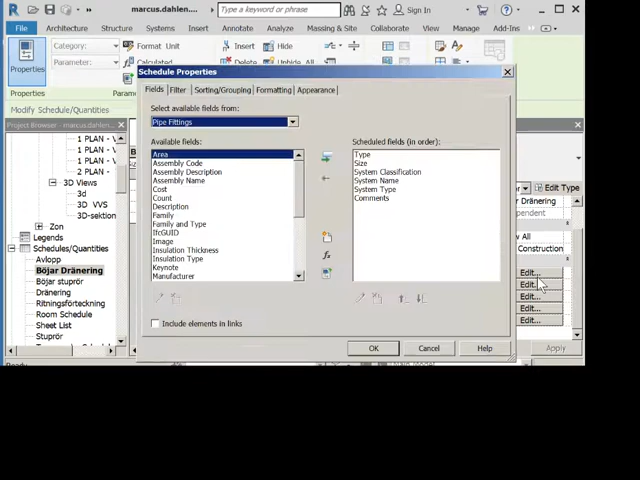 marcus.dahlen....
Type a keyword or phrase
Sign In
File Architecture Structure Systems Insert Annotate Analyze Massing & Site Collaborate View Manage Add-Ins
Properties
Category:
Parameter:
Format Unit
Calculated
Insert
Delete
Hide
Unhide All
Properties
Param
Modify Schedule/Quantities
Project Browser - marcus.dahlen....
1 PLAN - V
1 PLAN - V
1 PLAN - V
2 PLAN - V
3D Views
3d
3D VVS
3D-sektion
Zon
Legends
Schedules/Quantities
Avlopp
Böjar Dränering
Böjar stuprör
Dränering
Ritningsförteckning
Room Schedule
Sheet List
Stuprör
Schedule Properties
Fields Filter Sorting/Grouping Formatting Appearance
Select available fields from:
Pipe Fittings
Available fields:
Area
Assembly Code
Assembly Description
Assembly Name
Cost
Count
Description
Family
Family and Type
IfcGUID
Image
Insulation Thickness
Insulation Type
Keynote
Manufacturer
Scheduled fields (in order):
Type
Size
System Classification
System Name
System Type
Comments
Include elements in links
OK Cancel Help
Edit Type
Dränering
pendent
w All
Construction
Edit...
Edit...
Edit...
Edit...
Edit...
Apply
Main Model